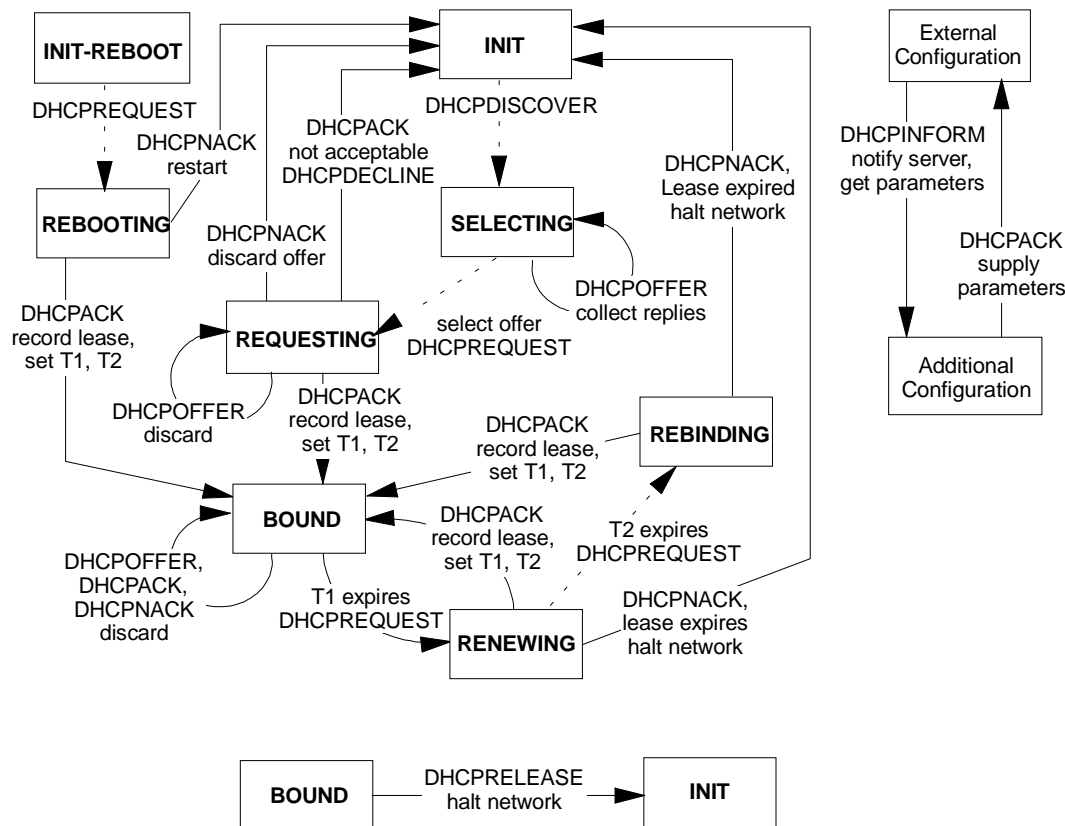 INIT-REBOOT
INIT
External
Configuration
DHCPREQUEST
DHCPNACK
restart
DHCPACK
not acceptable
DHCPDECLINE
DHCPDISCOVER
DHCPNACK,
Lease expired
halt network
DHCPINFORM
notify server,
get parameters
REBOOTING
DHCPNACK
discard offer
SELECTING
DHCPACK
supply
parameters
DHCPOFFER
collect replies
DHCPACK
record lease,
set T1, T2
REQUESTING
select offer
DHCPREQUEST
Additional
Configuration
DHCPOFFER
discard
DHCPACK
record lease,
set T1, T2
DHCPACK
record lease,
set T1, T2
REBINDING
BOUND
DHCPACK
record lease,
set T1, T2
T2 expires
DHCPREQUEST
DHCPOFFER,
DHCPACK,
DHCPNACK
discard
T1 expires
DHCPREQUEST
RENEWING
DHCPNACK,
lease expires
halt network
BOUND
DHCPRELEASE
halt network
INIT